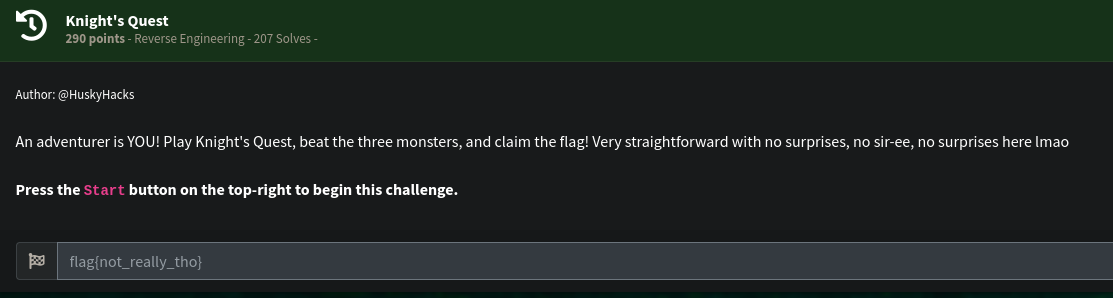 Knight's Quest
290 points - Reverse Engineering - 207 Solves -
Author: @HuskyHacks
An adventurer is YOU! Play Knight's Quest, beat the three monsters, and claim the flag! Very straightforward with no surprises, no sir-ee, no surprises here lmao
Press the Start button on the top-right to begin this challenge.
flag{not_really_tho}